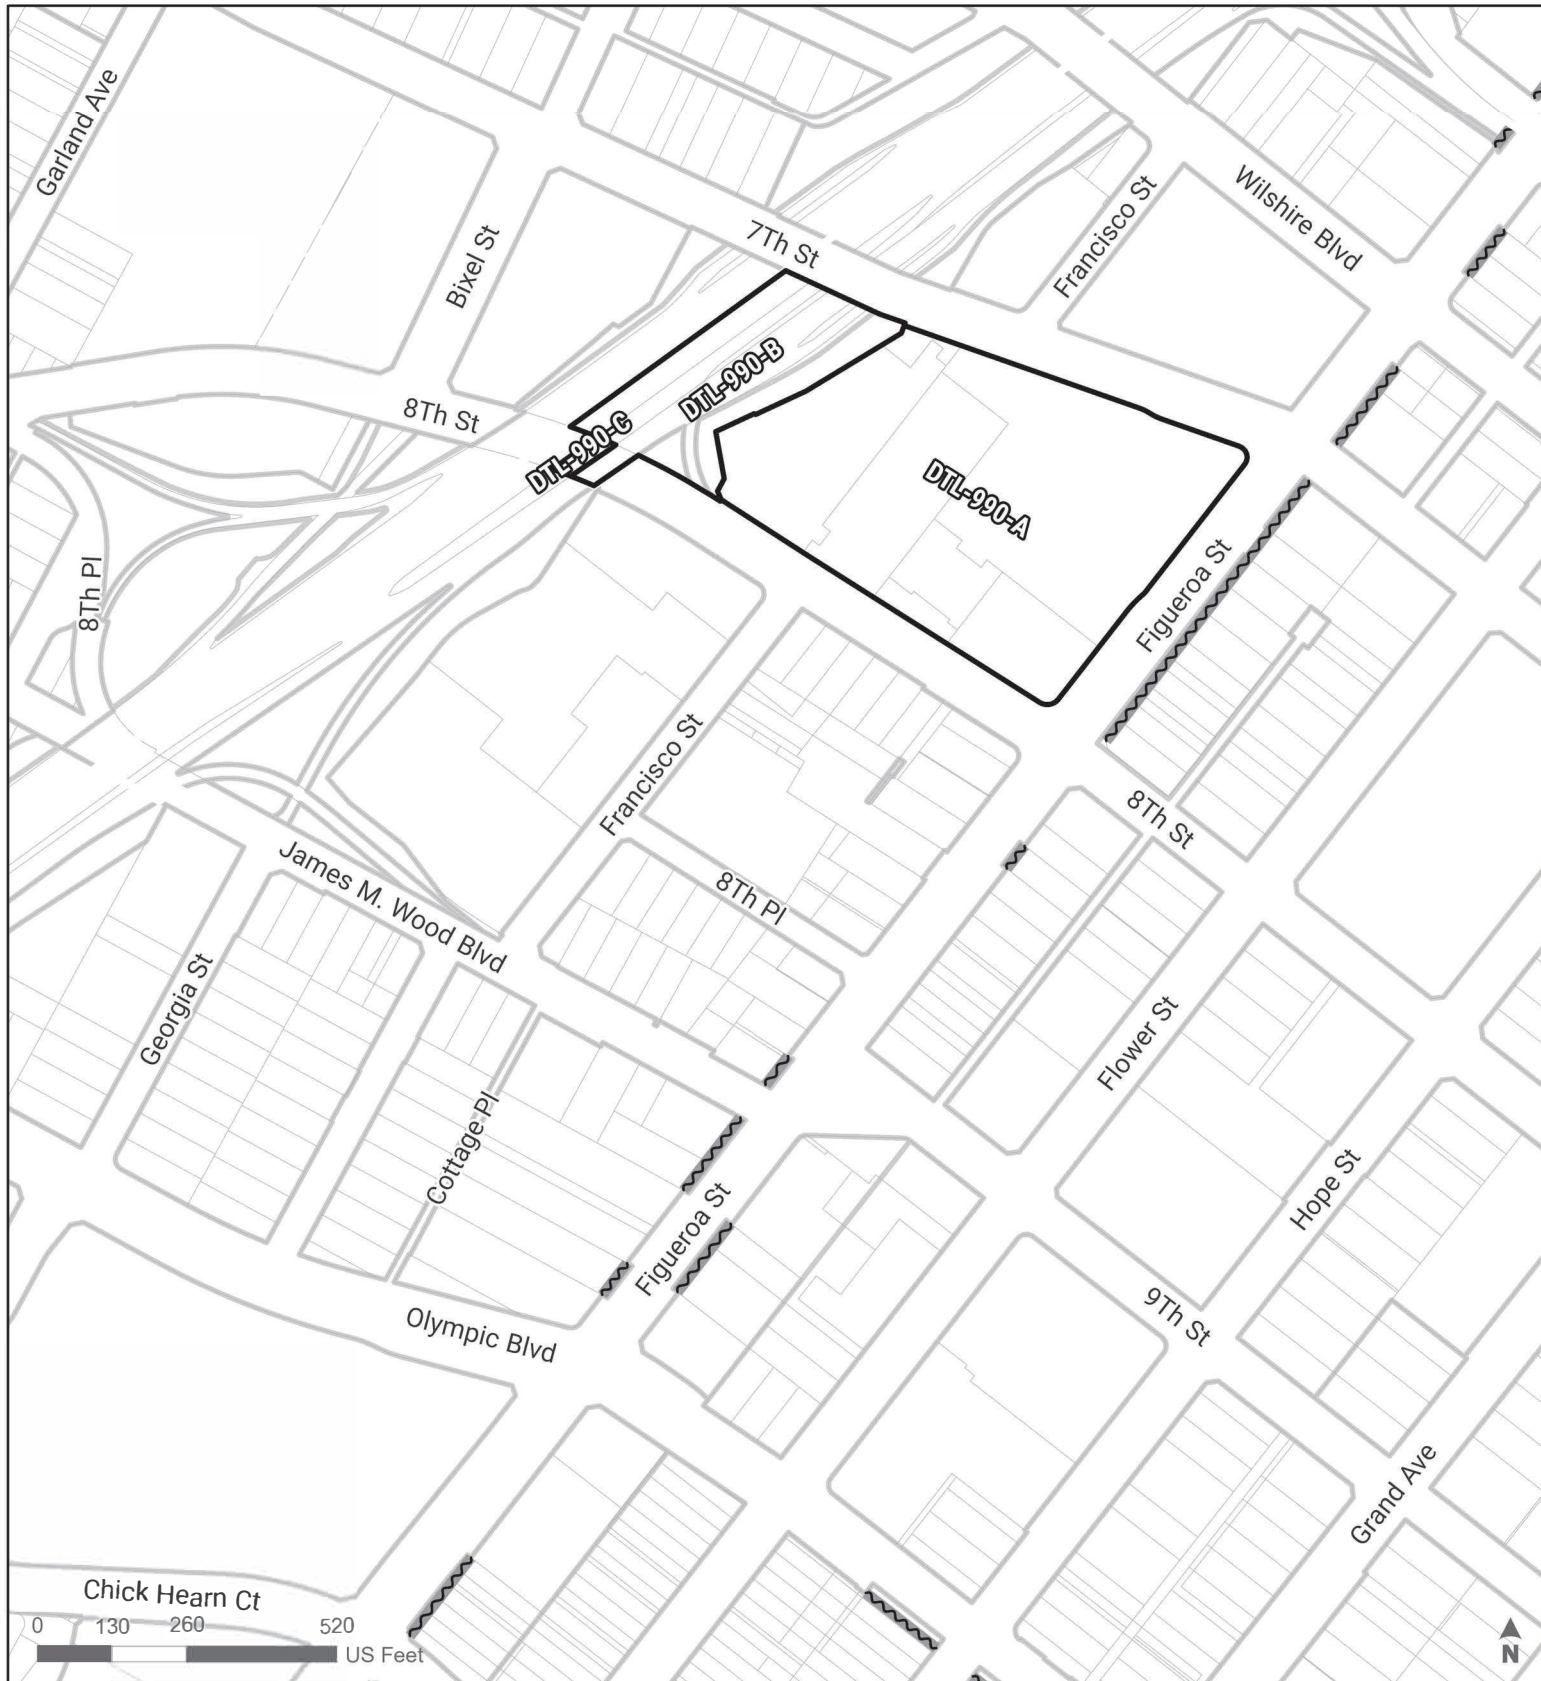 Garland Ave
Wilshire Blvd
Francisco St
7Th St
Bixel St
DTL-990-B
8Th St
DTL-990-C
DTL-990-A
8Th Pl
Figueroa St
Francisco St
8Th St
James M. Wood Blvd
8Th Pl
Georgia St
Flower St
Cottage Pl
Hope St
Figueroa St
9Th St
Olympic Blvd
Grand Ave
Chick Hearn Ct
0 130 260 520
US Feet
N